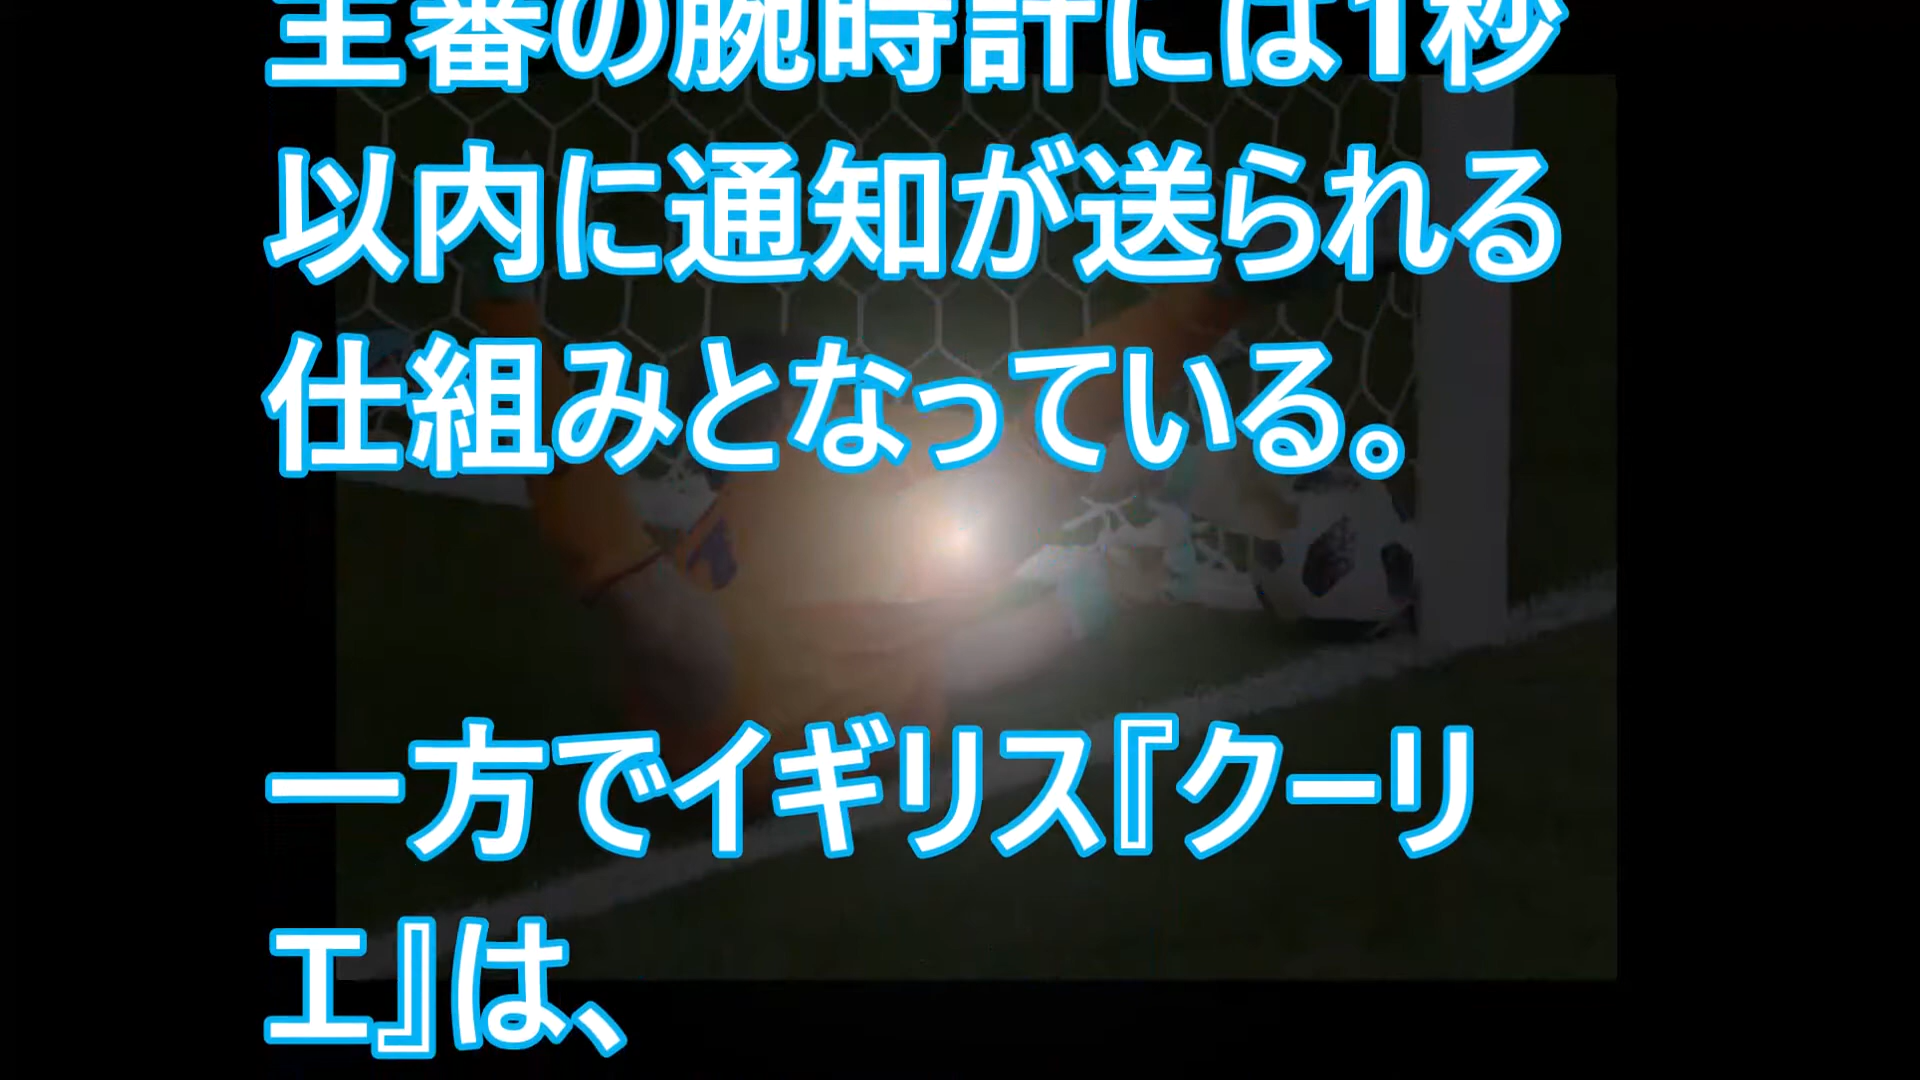 主審の腕時計には1秒
以内に通知が送られる
仕組みとなっている。
一方でイギリス『クーリ
エ』は、